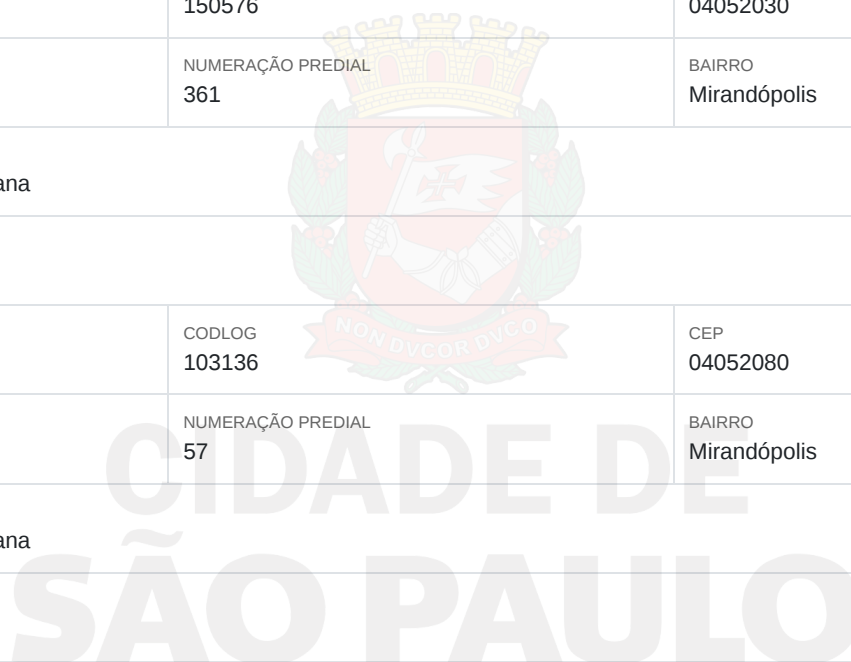 150576 04052030
NUMERAÇÃO PREDIAL BAIRRO
361 Mirandópolis
ana
NON DVCOR DVCO
CODLOG CEP
103136 04052080
NUMERAÇÃO PREDIAL BAIRRO
57 Mirandópolis
ana
CIDADE DE
SÃO PAULO